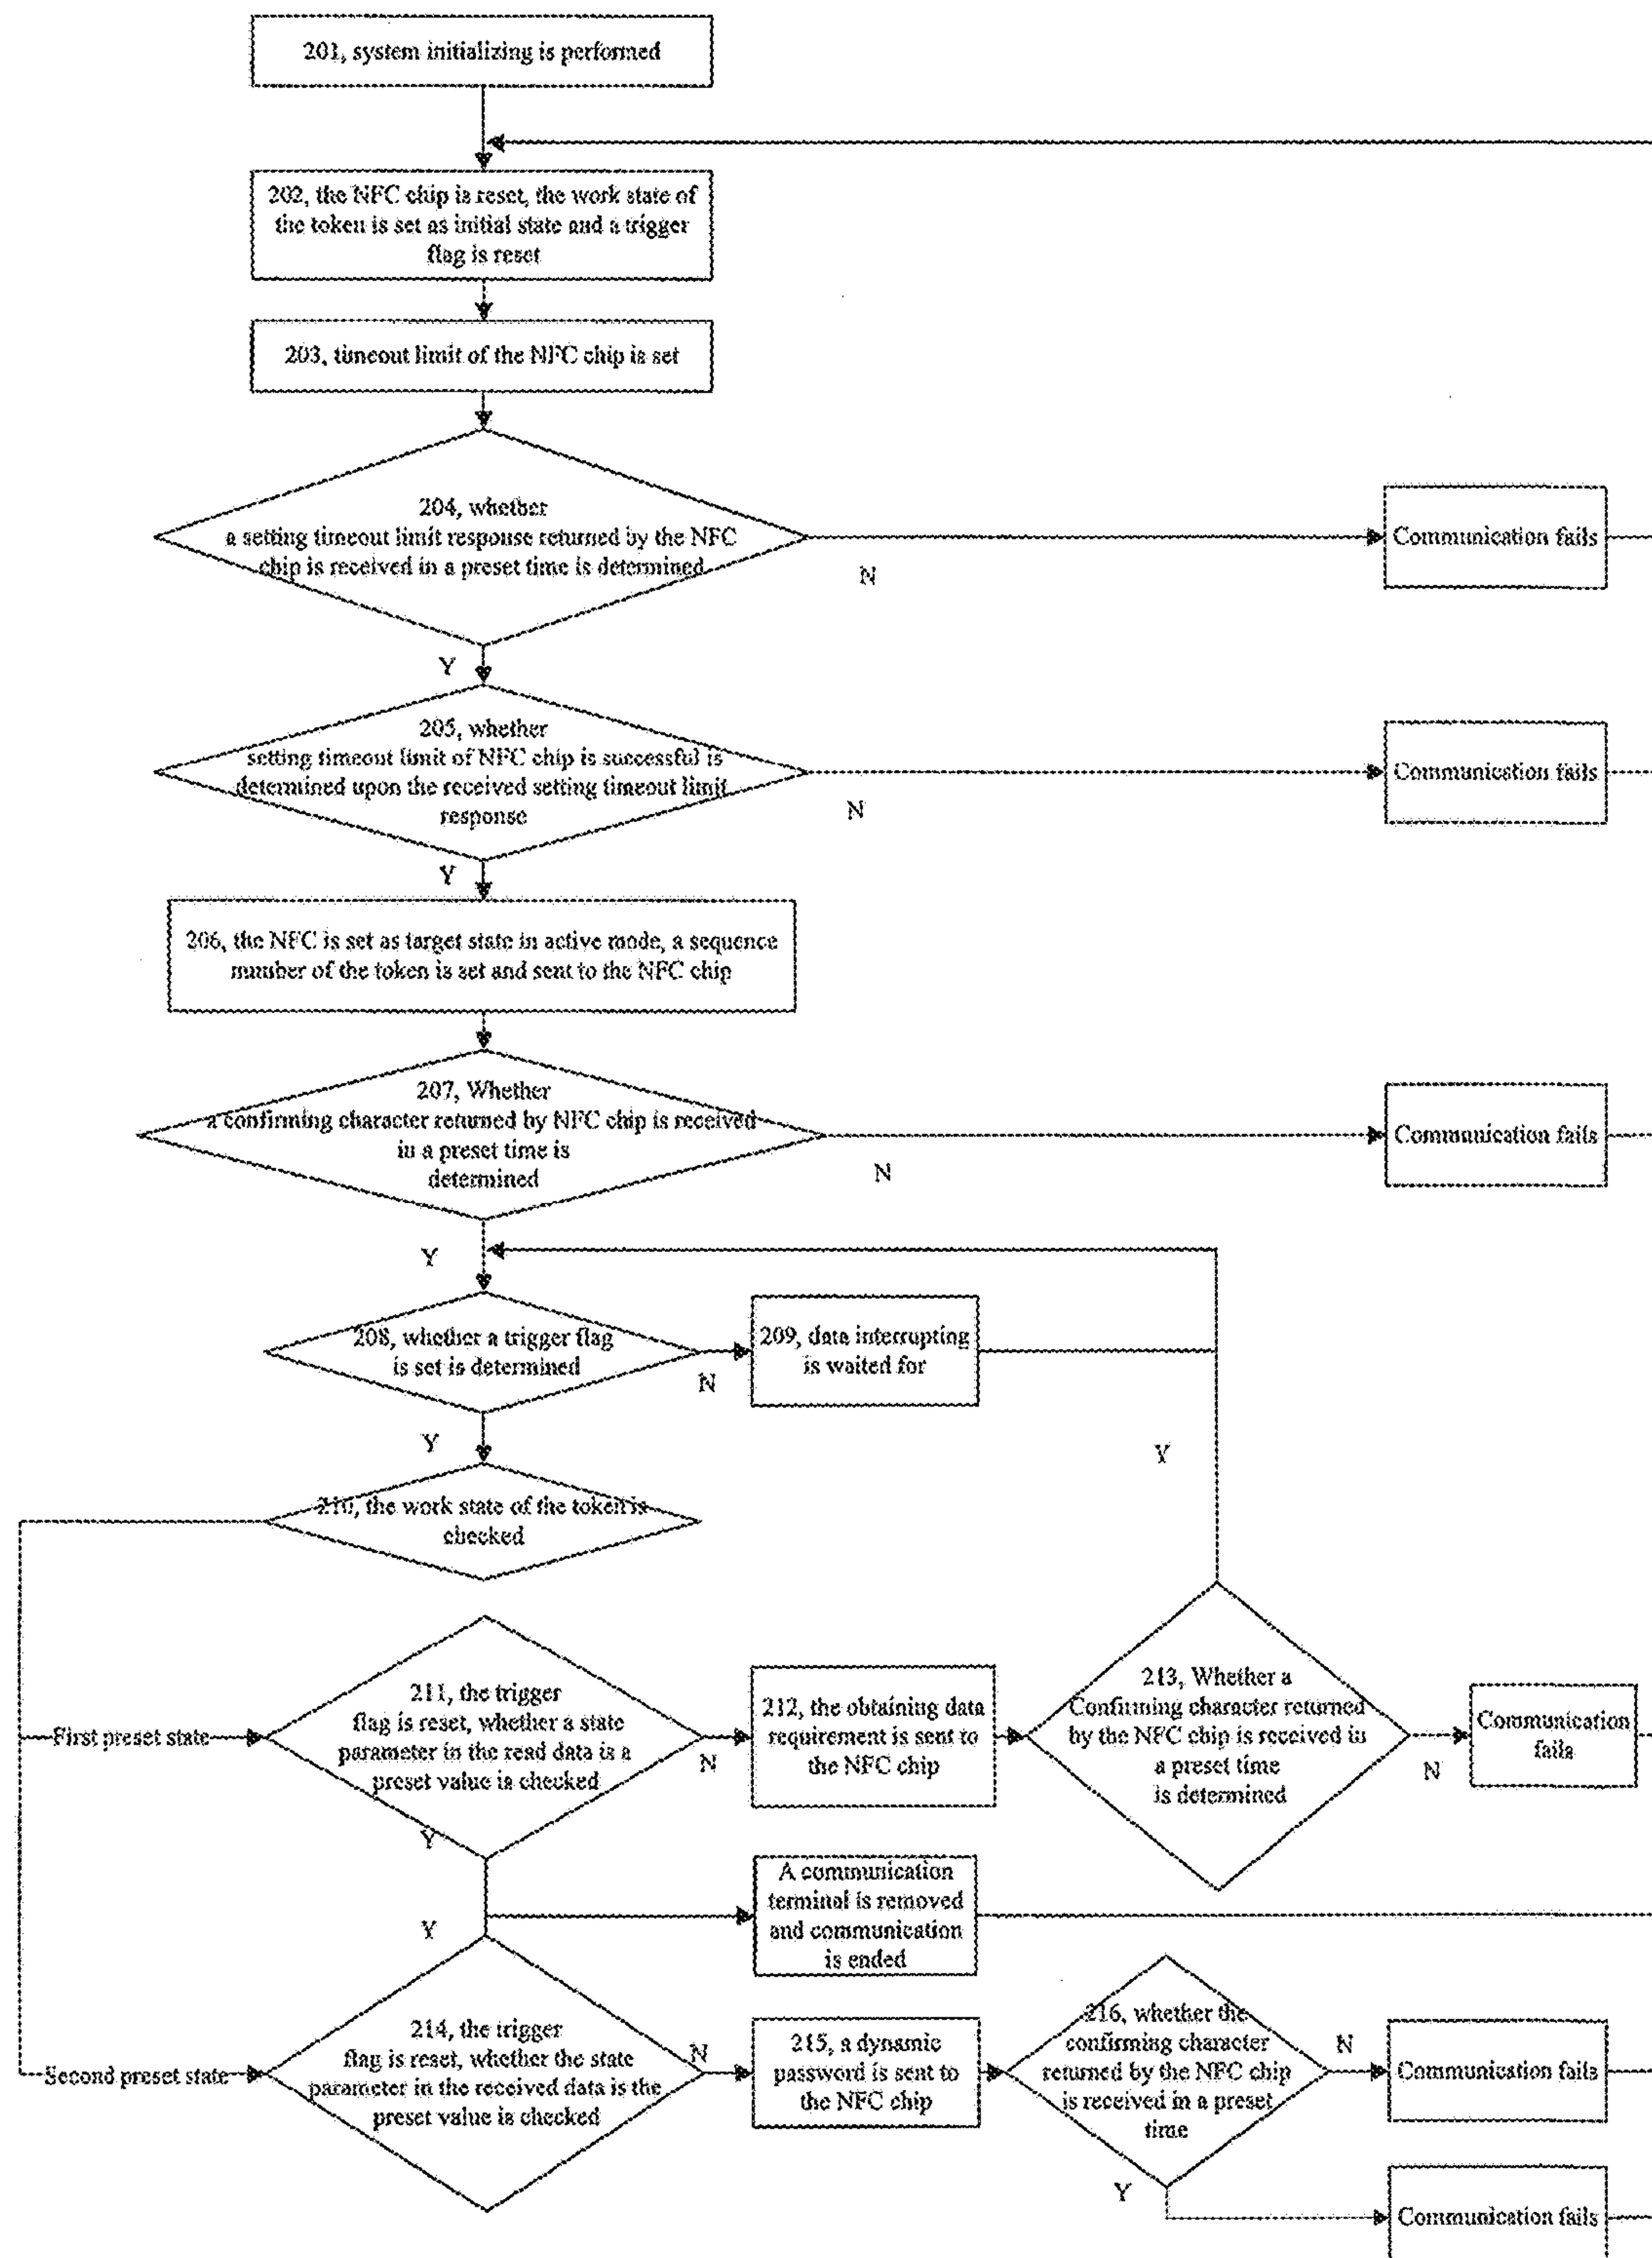 201, system initializing is performed
202, the NFC chip is reset, the work state of
the token is set as initial state and a trigger
flag is reset
203, timeout limit of the NFC chip is set
204, whether
a setting timeout limit response returned by the NFC
chip is received in a preset time is determined
N
Communication fails
Y
205, whether
setting timeout limit of NFC chip is successful is
determined upon the received setting timeout limit
response
N
Communication fails
Y
206, the NFC is set as target state in active mode, a sequence
number of the token is set and sent to the NFC chip
207, Whether
a confirming character returned by NFC chip is received
in a preset time is
determined
N
Communication fails
Y
208, whether a trigger flag
is set is determined
N
209, data interrupting
is waited for
Y
Y
210, the work state of the token is
checked
First preset state
211, the trigger
flag is reset, whether a state
parameter in the read data is a
preset value is checked
N
212, the obtaining data
requirement is sent to
the NFC chip
213, Whether a
Confirming character returned
by the NFC chip is received in
a preset time
is determined
N
Communication
fails
Y
A communication
terminal is removed
and communication
is ended
Y
Second preset state
214, the trigger
flag is reset, whether the state
parameter in the received data is the
preset value is checked
N
215, a dynamic
password is sent to
the NFC chip
216, whether the
confirming character
returned by the NFC chip
is received in a preset
time
N
Communication fails
Y
Communication fails